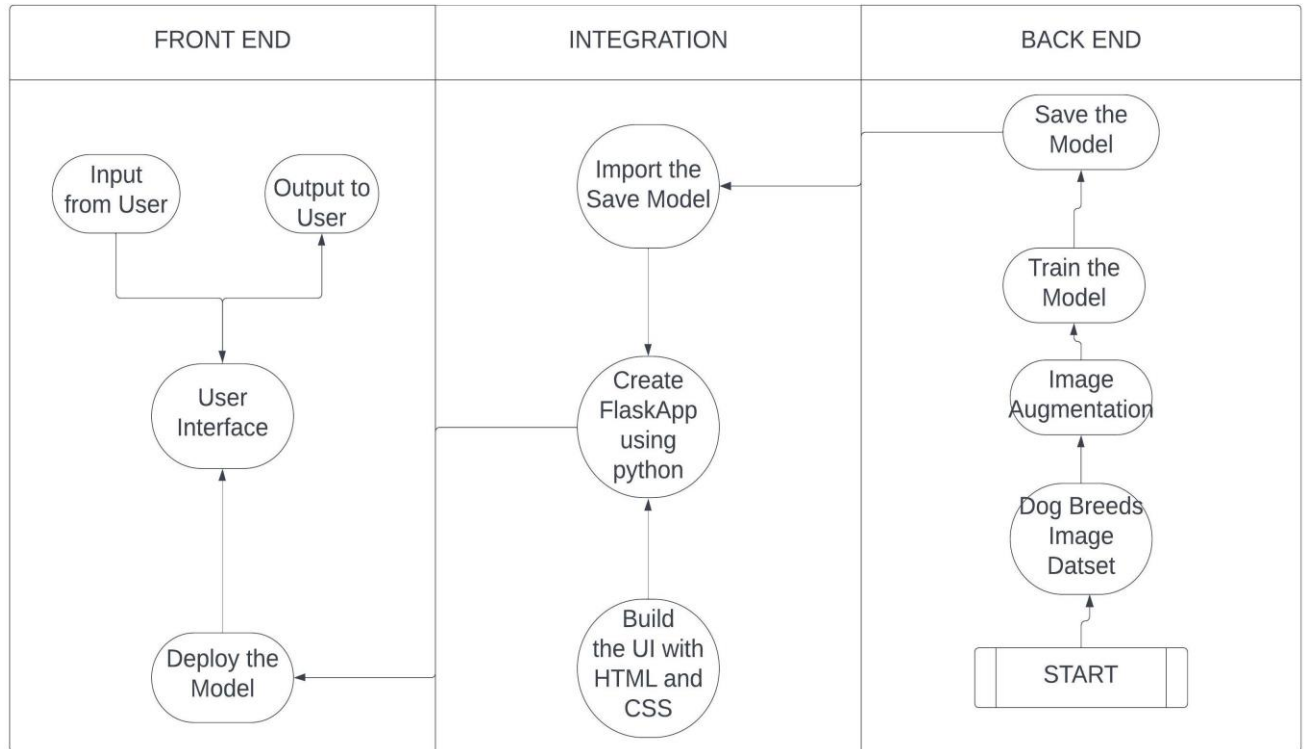 FRONT END
INTEGRATION
BACK END
Input
from User
Output to
User
User
Interface
Deploy the
Model
Import the
Save Model
Create
FlaskApp
using
python
Build
the UI with
HTML and
CSS
Save the
Model
Train the
Model
Image
Augmentation
Dog Breeds
Image
Datset
START